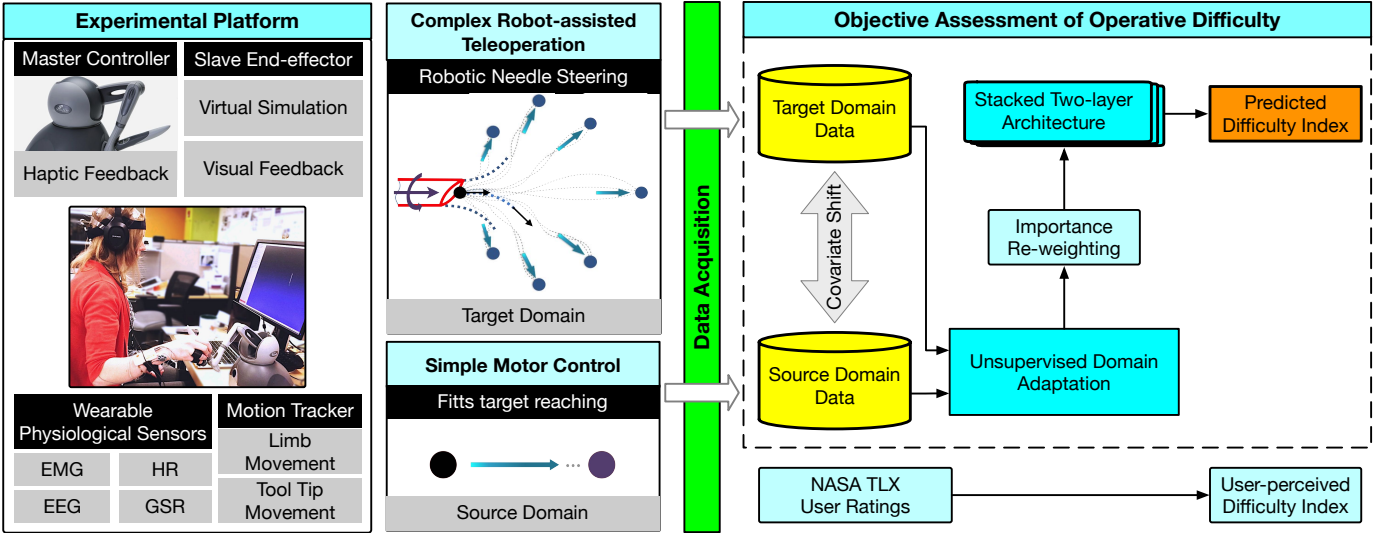 Experimental Platform
Master Controller
Slave End-effector
Virtual Simulation
Haptic Feedback
Visual Feedback
Wearable
Physiological Sensors
Motion Tracker
EMG
HR
EEG
GSR
Limb
Movement
Tool Tip
Movement
Complex Robot-assisted
Teleoperation
Robotic Needle Steering
Target Domain
Simple Motor Control
Fitts target reaching
...
Source Domain
Data Acquisition
Objective Assessment of Operative Difficulty
Target Domain
Data
Covariate Shift
Source Domain
Data
Stacked Two-layer
Architecture
Predicted
Difficulty Index
Importance
Re-weighting
Unsupervised Domain
Adaptation
NASA TLX
User Ratings
User-perceived
Difficulty Index